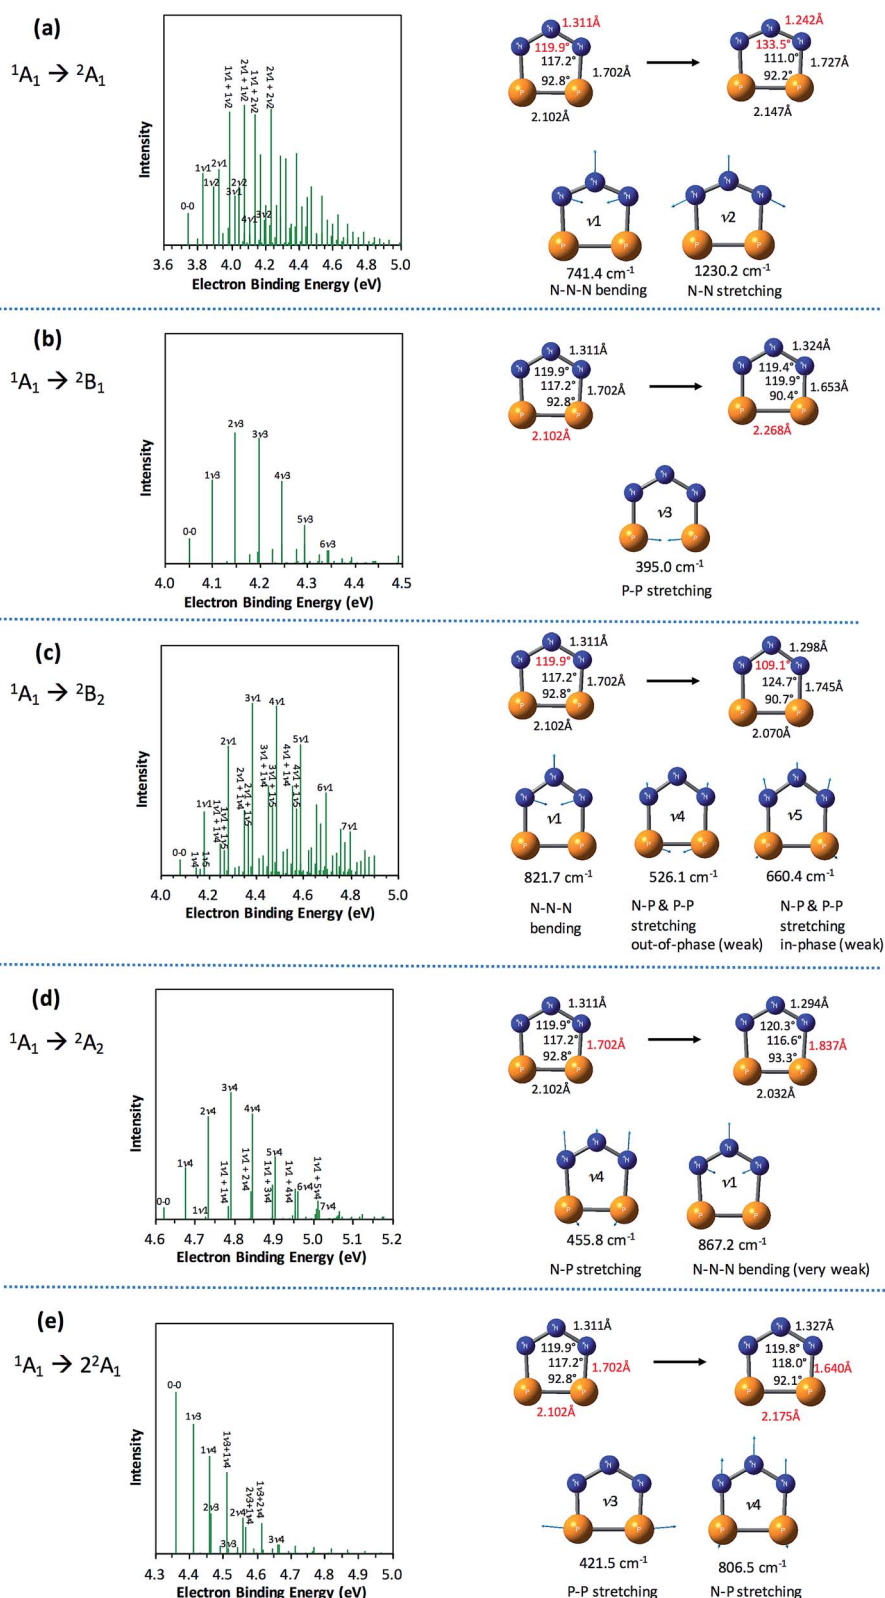 (a)
¹A₁ → ²A₁
Intensity
0-0
1ν1
2ν1
1ν2
1ν1 + 1ν2
3ν1
2ν2
2ν1 + 1ν2
4ν1
1ν1 + 2ν2
3ν2
2ν1 + 2ν2
3.6 3.8 4.0 4.2 4.4 4.6 4.8 5.0
Electron Binding Energy (eV)
1.311Å
119.9°
117.2°
92.8°
1.702Å
2.102Å
1.242Å
133.5°
111.0°
92.2°
1.727Å
2.147Å
N N N P P
N N N P P
ν1
741.4 cm⁻¹
N-N-N bending
ν2
1230.2 cm⁻¹
N-N stretching
(b)
¹A₁ → ²B₁
Intensity
0-0
1ν3
2ν3
3ν3
4ν3
5ν3
6ν3
4.0 4.1 4.2 4.3 4.4 4.5
Electron Binding Energy (eV)
1.311Å
119.9°
117.2°
92.8°
1.702Å
2.102Å
1.324Å
119.4°
119.9°
90.4°
1.653Å
2.268Å
ν3
395.0 cm⁻¹
P-P stretching
(c)
¹A₁ → ²B₂
Intensity
0-0
1ν4
1ν1
1ν5
1ν1 + 1ν4
1ν1 + 1ν5
2ν1
2ν1 + 1ν4
2ν1 + 1ν5
3ν1
3ν1 + 1ν4
3ν1 + 1ν5
4ν1
4ν1 + 1ν4
4ν1 + 1ν5
5ν1
6ν1
7ν1
4.0 4.2 4.4 4.6 4.8 5.0
Electron Binding Energy (eV)
1.311Å
119.9°
117.2°
92.8°
1.702Å
2.102Å
1.298Å
109.1°
124.7°
90.7°
1.745Å
2.070Å
ν1
821.7 cm⁻¹
N-N-N
bending
ν4
526.1 cm⁻¹
N-P & P-P
stretching
out-of-phase (weak)
ν5
660.4 cm⁻¹
N-P & P-P
stretching
in-phase (weak)
(d)
¹A₁ → ²A₂
Intensity
0-0
1ν4
1ν1
2ν4
1ν1 + 1ν4
3ν4
1ν1 + 2ν4
4ν4
1ν1 + 3ν4
5ν4
1ν1 + 4ν4
6ν4
1ν1 + 5ν4
7ν4
4.6 4.7 4.8 4.9 5.0 5.1 5.2
Electron Binding Energy (eV)
1.311Å
119.9°
117.2°
92.8°
1.702Å
2.102Å
1.294Å
120.3°
116.6°
93.3°
1.837Å
2.032Å
ν4
455.8 cm⁻¹
N-P stretching
ν1
867.2 cm⁻¹
N-N-N bending (very weak)
(e)
¹A₁ → 2²A₁
Intensity
0-0
1ν3
1ν4
2ν3
1ν3+1ν4
3ν3
2ν4
2ν3+1ν4
1ν3+2ν4
3ν4
4.3 4.4 4.5 4.6 4.7 4.8 4.9 5.0
Electron Binding Energy (eV)
1.311Å
119.9°
117.2°
92.8°
1.702Å
2.102Å
1.327Å
119.8°
118.0°
92.1°
1.640Å
2.175Å
ν3
421.5 cm⁻¹
P-P stretching
ν4
806.5 cm⁻¹
N-P stretching